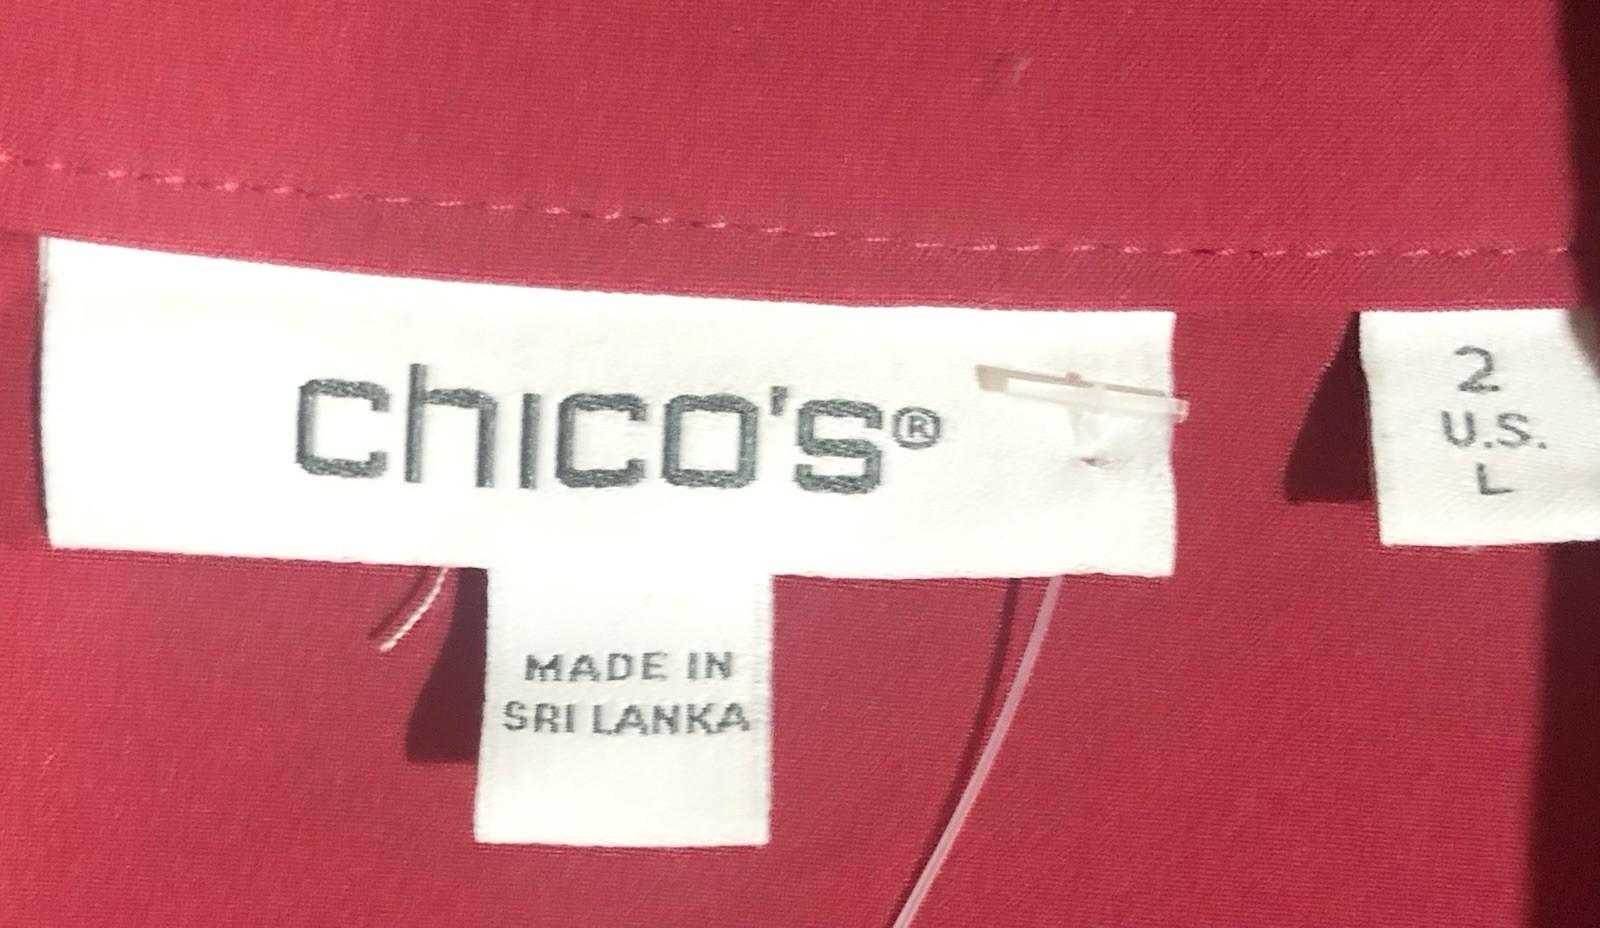 chico's®
MADE IN
SRI LANKA
2
U.S.
L